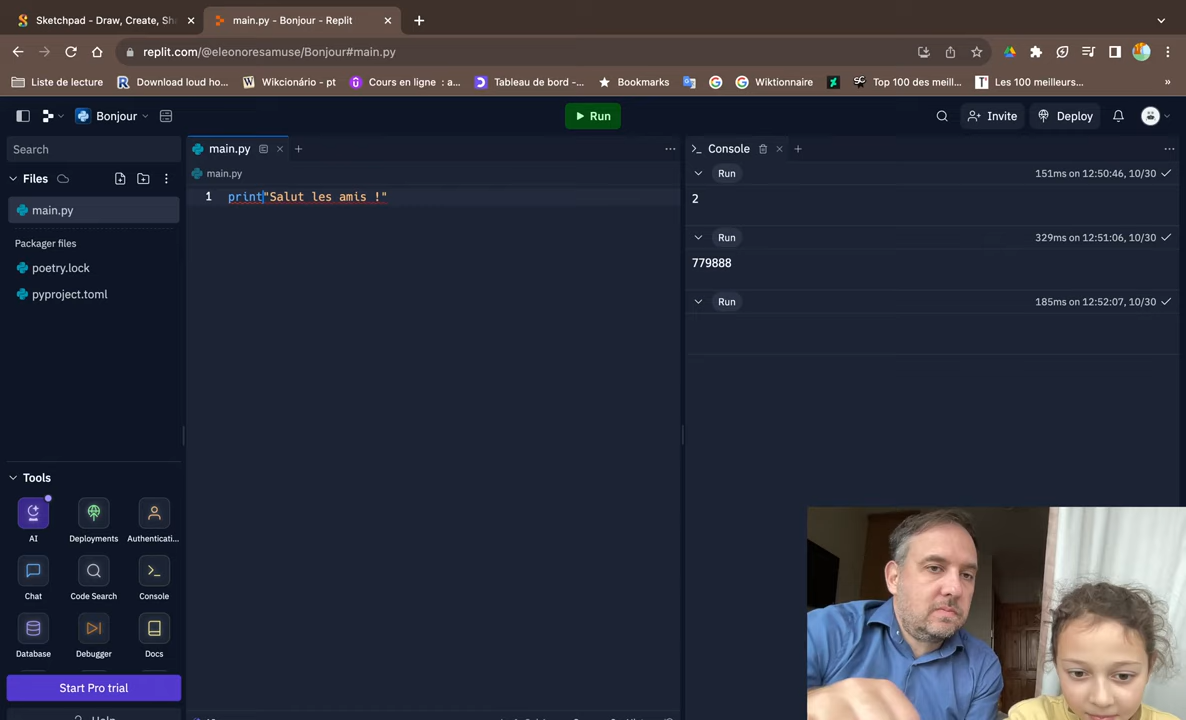 Sketchpad - Draw, Create, Sha
main.py - Bonjour - Replit
replit.com/@eleonoresamuse/Bonjour#main.py
Liste de lecture
Download loud ho...
Wikcionário - pt
Cours en ligne : a...
Tableau de bord -...
Bookmarks
Wiktionnaire
Top 100 des meill...
Les 100 meilleurs...
»
Bonjour
Run
Invite
Deploy
Search
main.py
Console
Files
main.py
Run
151ms on 12:50:46, 10/30
1 print"Salut les amis !"
2
main.py
Packager files
Run
329ms on 12:51:06, 10/30
poetry.lock
779888
pyproject.toml
Run
185ms on 12:52:07, 10/30
Tools
AI
Deployments
Authenticati...
Chat
Code Search
Console
Database
Debugger
Docs
Start Pro trial